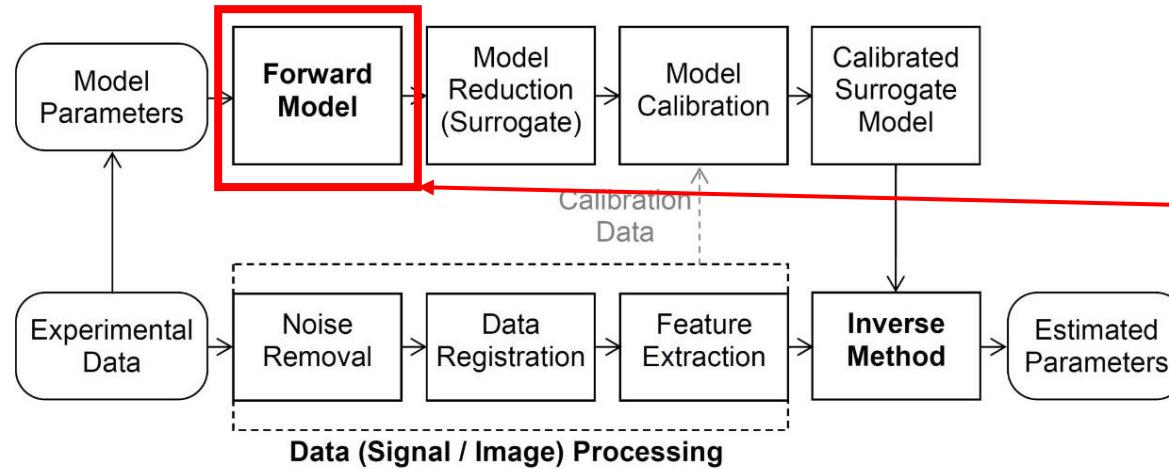 Model
Parameters
Forward
Model
Model
Reduction
(Surrogate)
Model
Calibration
Calibrated
Surrogate
Model
Calibration
Data
Experimental
Data
Noise
Removal
Data
Registration
Feature
Extraction
Inverse
Method
Estimated
Parameters
Data (Signal / Image) Processing